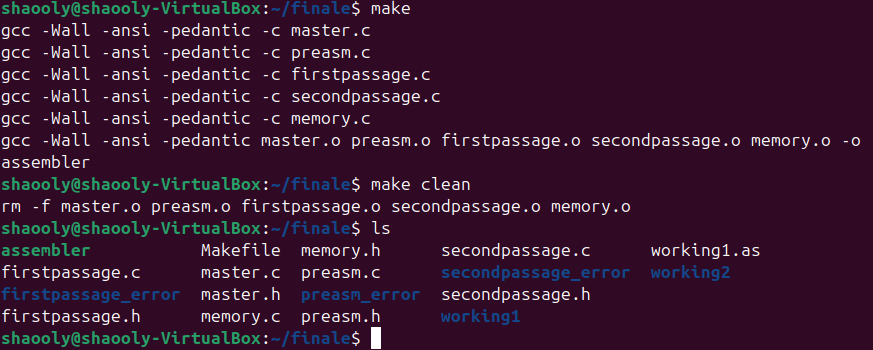 shaooly@shaooly-VirtualBox:~/finale$ make
gcc -Wall -ansi -pedantic -c master.c
gcc -Wall -ansi -pedantic -c preasm.c
gcc -Wall -ansi -pedantic -c firstpassage.c
gcc -Wall -ansi -pedantic -c secondpassage.c
gcc -Wall -ansi -pedantic -c memory.c
gcc -Wall -ansi -pedantic master.o preasm.o firstpassage.o secondpassage.o memory.o -o
assembler
shaooly@shaooly-VirtualBox:~/finale$ make clean
rm -f master.o preasm.o firstpassage.o secondpassage.o memory.o
shaooly@shaooly-VirtualBox:~/finale$ ls
assembler Makefile memory.h secondpassage.c working1.as
firstpassage.c master.c preasm.c secondpassage_error working2
firstpassage_error master.h preasm_error secondpassage.h
firstpassage.h memory.c preasm.h working1
shaooly@shaooly-VirtualBox:~/finale$